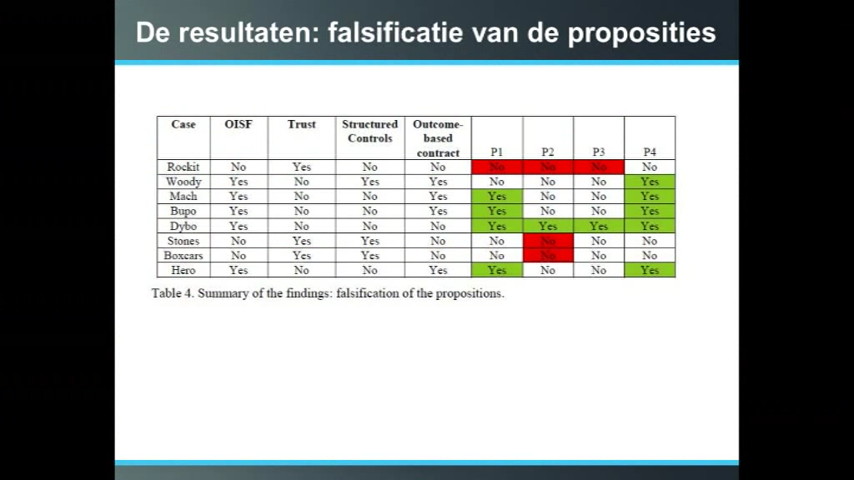 De resultaten: falsificatie van de proposities
Case OISF Trust Structured Controls Outcome-based contract P1 P2 P3 P4
Rockit No Yes No No No No No No
Woody Yes No Yes Yes No No No Yes
Mach Yes No No Yes Yes No No Yes
Bupo Yes No No Yes Yes No No Yes
Dybo Yes No No No Yes Yes Yes Yes
Stones No Yes Yes No No No No No
Boxcars No Yes Yes No No No No No
Hero Yes No No Yes Yes No No Yes
Table 4. Summary of the findings: falsification of the propositions.